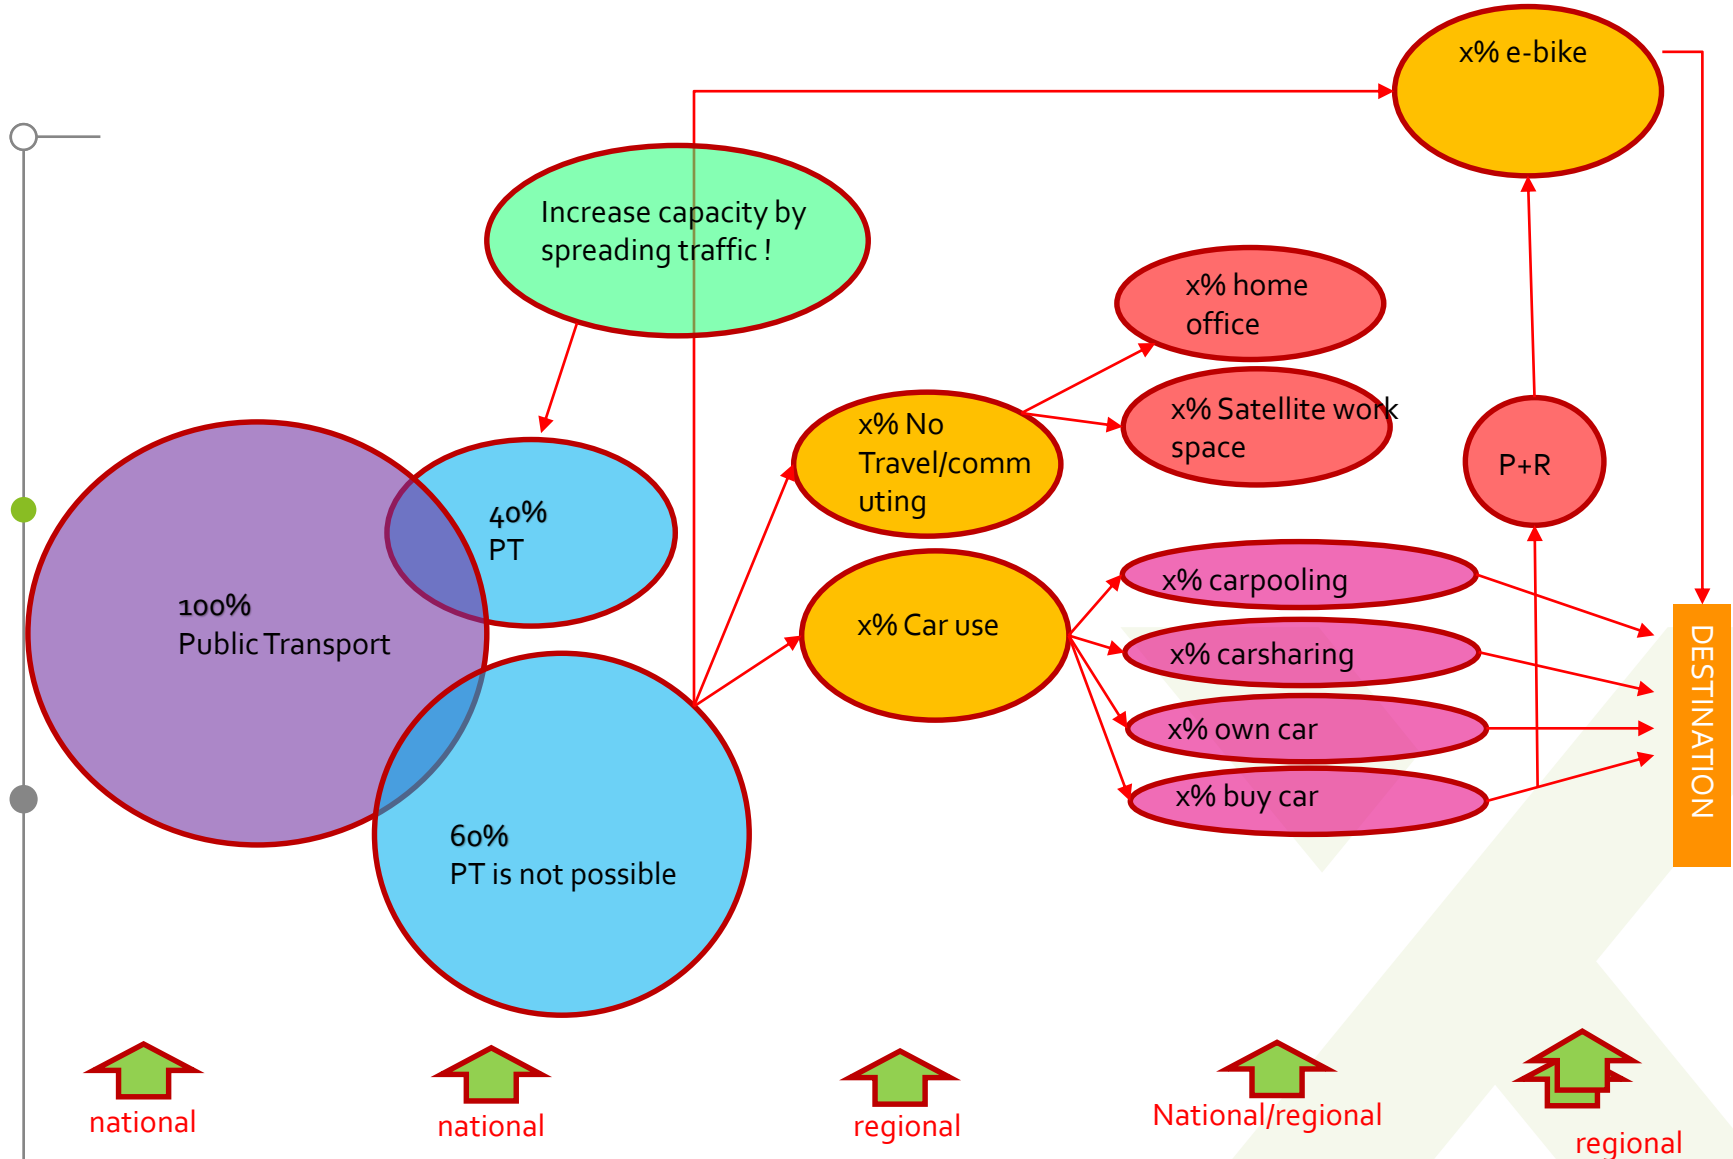 x% e-bike
Increase capacity by
spreading traffic !
x% home
office
x% Satellite work
space
x% No
Travel/comm
uting
P+R
40%
PT
100%
Public Transport
x% Car use
x% carpooling
x% carsharing
x% own car
x% buy car
DESTINATION
60%
PT is not possible
national
national
regional
National/regional
regional